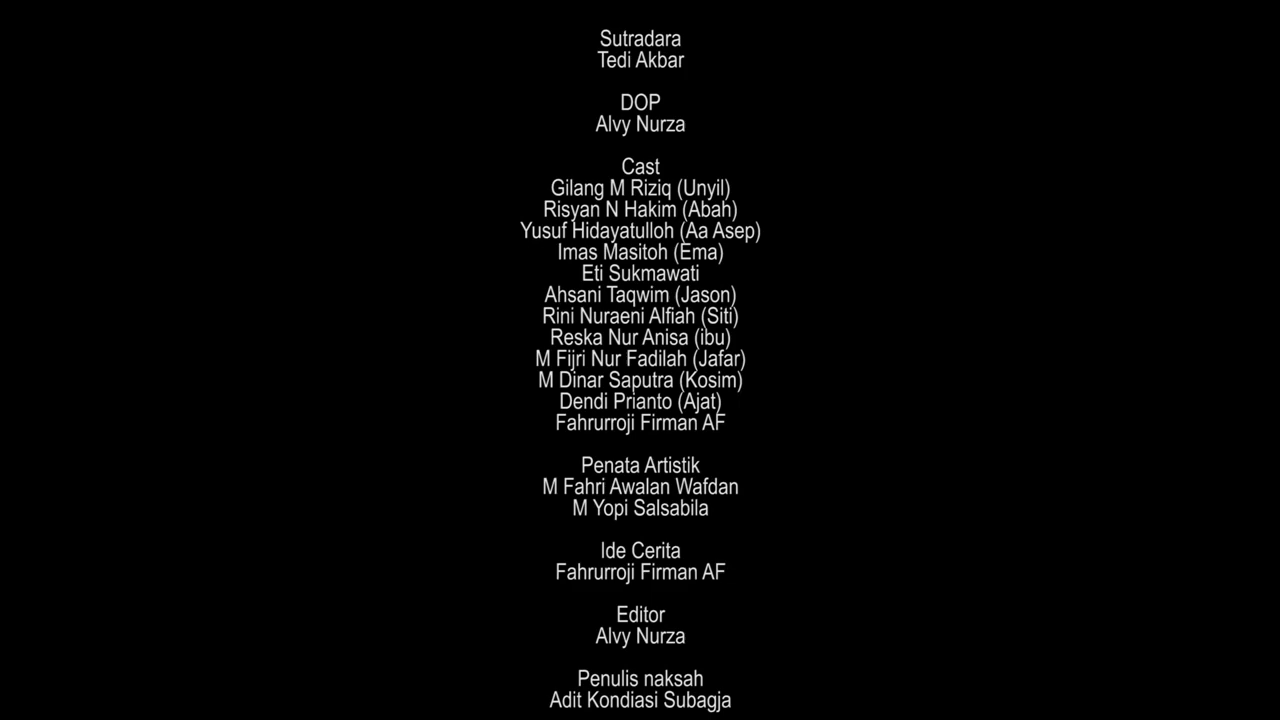 Sutradara
Tedi Akbar
DOP
Alvy Nurza
Cast
Gilang M Riziq (Unyil)
Risyan N Hakim (Abah)
Yusuf Hidayatulloh (Aa Asep)
Imas Masitoh (Ema)
Eti Sukmawati
Ahsani Taqwim (Jason)
Rini Nuraeni Alfiah (Siti)
Reska Nur Anisa (ibu)
M Fijri Nur Fadilah (Jafar)
M Dinar Saputra (Kosim)
Dendi Prianto (Ajat)
Fahrurroji Firman AF
Penata Artistik
M Fahri Awalan Wafdan
M Yopi Salsabila
Ide Cerita
Fahrurroji Firman AF
Editor
Alvy Nurza
Penulis naksah
Adit Kondiasi Subagja